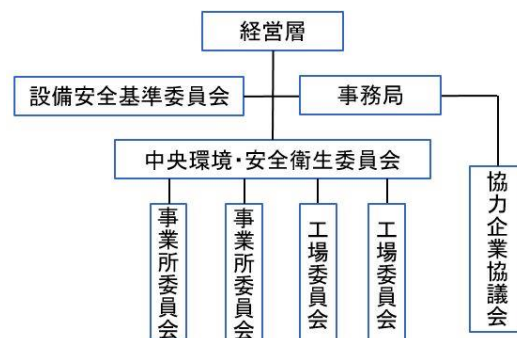 経営層
設備安全基準委員会
事務局
中央環境・安全衛生委員会
事業所委員会
事業所委員会
工場委員会
工場委員会
協力企業協議会